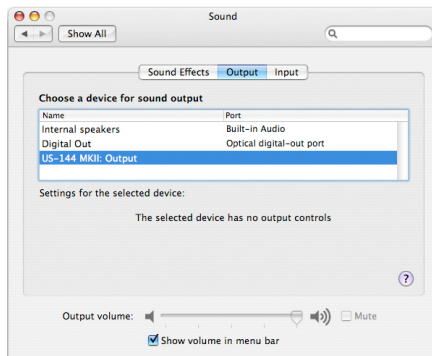 Sound
Show All
Sound Effects Output Input
Choose a device for sound output
Name Port
Internal speakers Built-in Audio
Digital Out Optical digital-out port
US-144 MKII: Output
Settings for the selected device:
The selected device has no output controls
?
Output volume: Mute
Show volume in menu bar